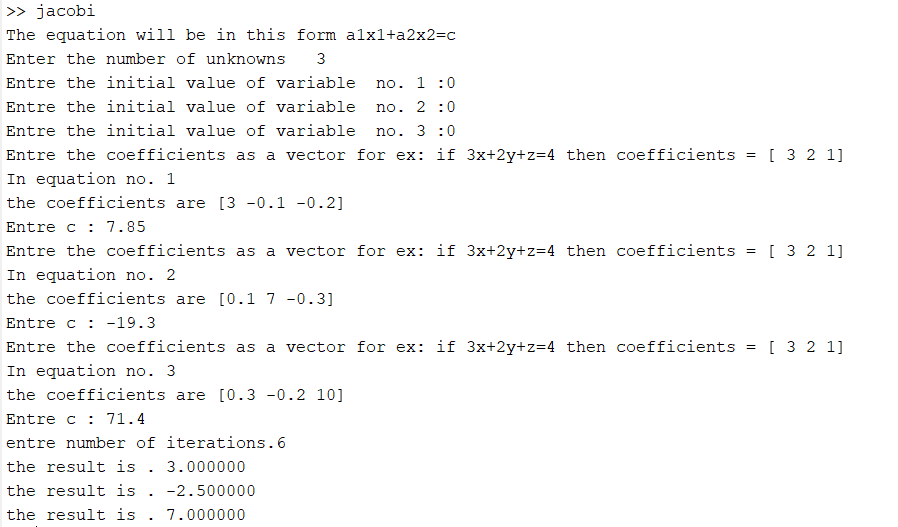 >> jacobi
The equation will be in this form a1x1+a2x2=c
Enter the number of unknowns   3
Entre the initial value of variable  no. 1 :0
Entre the initial value of variable  no. 2 :0
Entre the initial value of variable  no. 3 :0
Entre the coefficients as a vector for ex: if 3x+2y+z=4 then coefficients = [ 3 2 1]
In equation no. 1
the coefficients are [3 -0.1 -0.2]
Entre c : 7.85
Entre the coefficients as a vector for ex: if 3x+2y+z=4 then coefficients = [ 3 2 1]
In equation no. 2
the coefficients are [0.1 7 -0.3]
Entre c : -19.3
Entre the coefficients as a vector for ex: if 3x+2y+z=4 then coefficients = [ 3 2 1]
In equation no. 3
the coefficients are [0.3 -0.2 10]
Entre c : 71.4
entre number of iterations.6
the result is . 3.000000
the result is . -2.500000
the result is . 7.000000